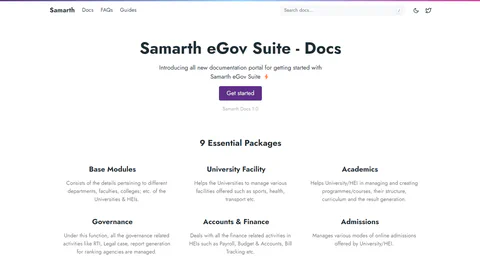 Samarth Docs FAQs Guides Search docs... /
Samarth eGov Suite - Docs
Introducing all new documentation portal for getting started with
Samarth eGov Suite ⚡
Get started
Samarth Docs 1.0
9 Essential Packages
Base Modules
Consists of the details pertaining to different
departments, faculties, colleges; etc. of the
Universities & HEIs.
University Facility
Helps the Universities to manage various
facilities offered such as sports, health,
transport etc.
Academics
Helps University/HEI in managing and creating
programmes/courses, their structure,
curriculum and the result generation.
Governance
Under this function, all the governance related
activities like RTI, Legal case, report generation
for ranking agencies are managed.
Accounts & Finance
Deals with all the finance related activities in
HEIs such as Payroll, Budget & Accounts, Bill
Tracking etc.
Admissions
Manages various modes of online admissions
offered by University/HEI.